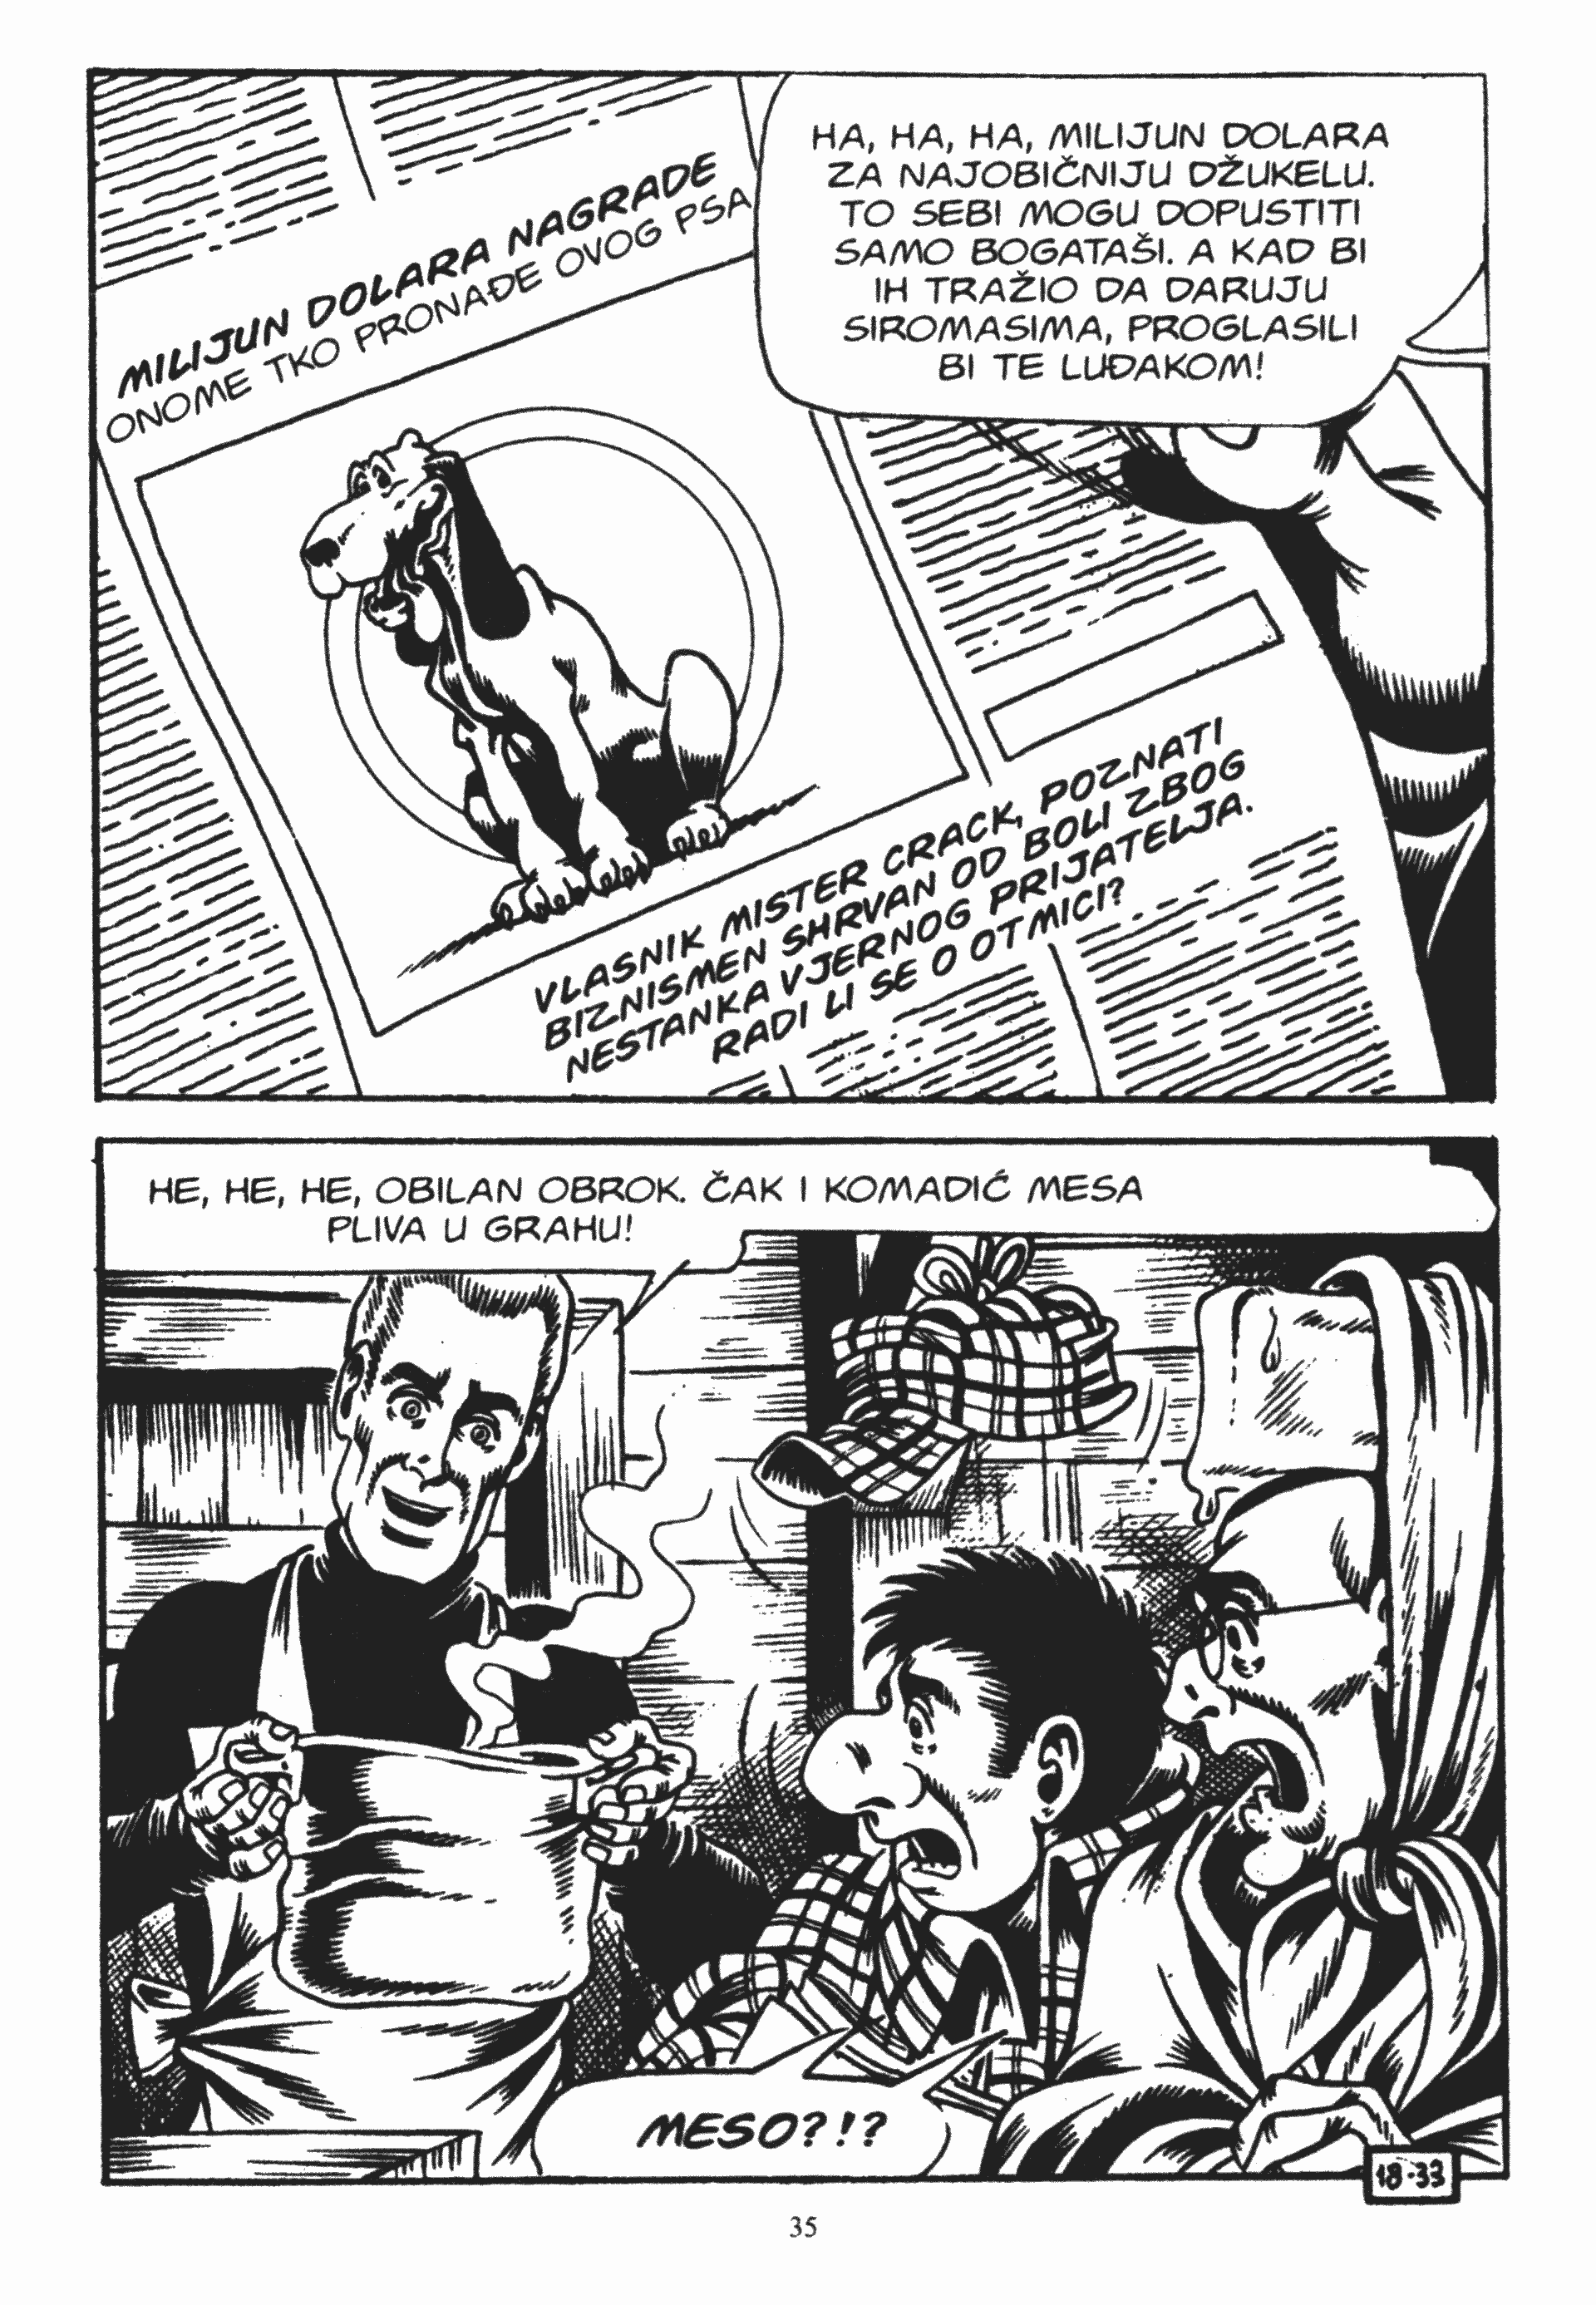 MILIJUN DOLARA NAGRADE
ONOME TKO PRONAĐE OVOG PSA
HA, HA, HA, MILIJUN DOLARA
ZA NAJOBIČNIJU DŽUKELU.
TO SEBI MOGU DOPUSTITI
SAMO BOGATAŠI. A KAD BI
IH TRAŽIO DA DARUJU
SIROMASIMA, PROGLASILI
BI TE LUĐAKOM!
VLASNIK MISTER CRACK, POZNATI
BIZNISMEN SHRVAN OD BOLI ZBOG
NESTANKA VJERNOG PRIJATELJA.
RADI LI SE O OTMICI?
HE, HE, HE, OBILAN OBROK. ČAK I KOMADIĆ MESA
PLIVA U GRAHU!
MESO?!?
18-33
35